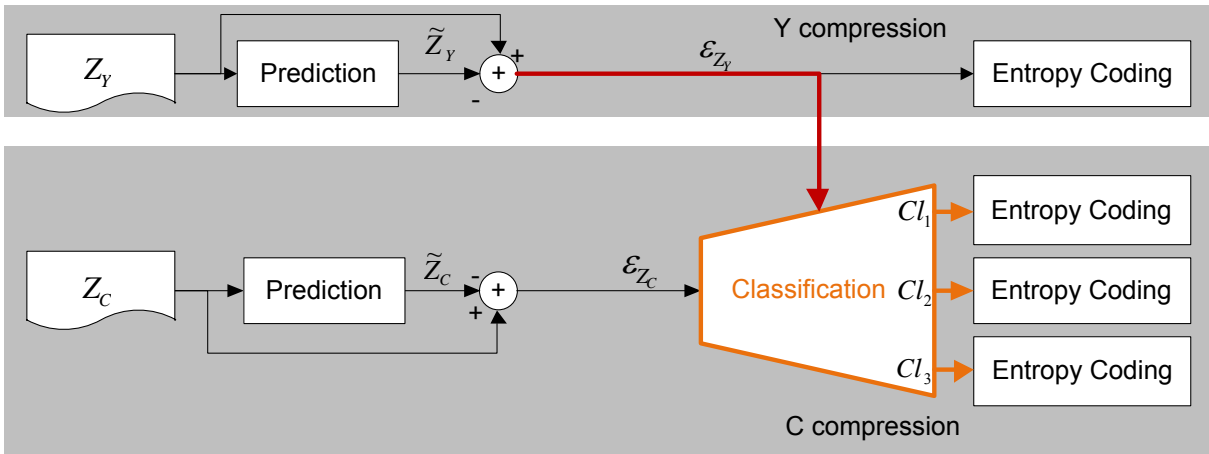 Y compression
Z_Y
Prediction
Z̃_Y
+
+
-
ε_{Z_Y}
Entropy Coding
Z_C
Prediction
Z̃_C
-
+
+
ε_{Z_C}
Classification
Cl_1
Entropy Coding
Cl_2
Entropy Coding
Cl_3
Entropy Coding
C compression